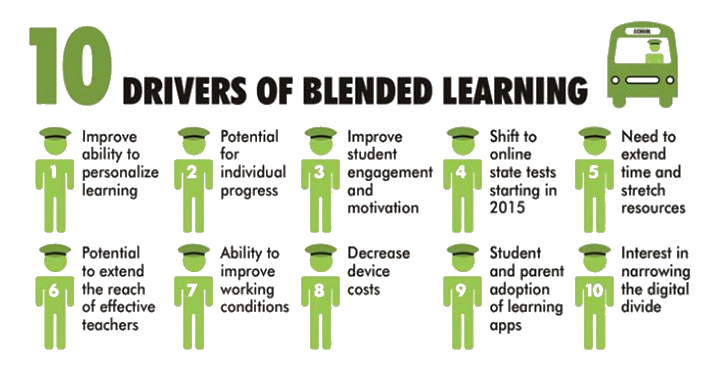 10 DRIVERS OF BLENDED LEARNING
SCHOOL
1
Improve
ability to
personalize
learning
2
Potential
for
individual
progress
3
Improve
student
engagement
and
motivation
4
Shift to
online
state tests
starting in
2015
5
Need to
extend
time and
stretch
resources
6
Potential
to extend
the reach
of effective
teachers
7
Ability to
improve
working
conditions
8
Decrease
device
costs
9
Student
and parent
adoption
of learning
apps
10
Interest in
narrowing
the digital
divide